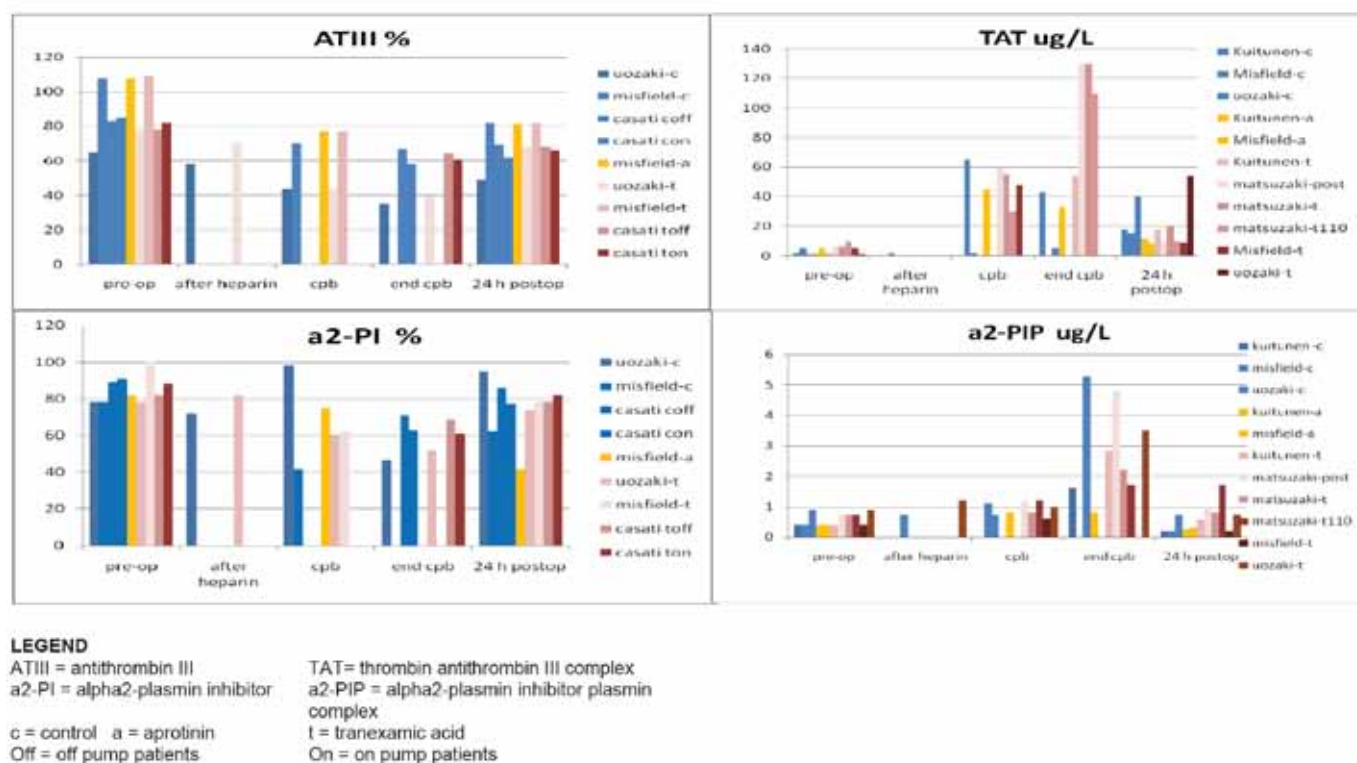 ATIII %
120
100
80
60
40
20
0
pre-op after heparin cpb end cpb 24 h postop
uozaki-c
misfield-c
casati coff
casati con
misfield-a
uozaki-t
misfield-t
casati toff
casati ton
TAT ug/L
140
120
100
80
60
40
20
0
pre-op after heparin cpb end cpb 24 h postop
Kuitunen-c
Misfield-c
uozaki-c
Kuitunen-a
Misfield-a
Kuitunen-t
matsuzaki-post
matsuzaki-t
matsuzaki-t110
Misfield-t
uozaki-t
a2-PI %
120
100
80
60
40
20
0
pre-op after heparin cpb end cpb 24 h postop
uozaki-c
misfield-c
casati coff
casati con
misfield-a
uozaki-t
misfield-t
casati toff
casati ton
a2-PIP ug/L
6
5
4
3
2
1
0
pre-op after heparin cpb end cpb 24 h postop
kuitunen-c
misfield-c
uozaki-c
kuitunen-a
misfield-a
kuitunen-t
matsuzaki-post
matsuzaki-t
matsuzaki-t110
misfield-t
uozaki-t
LEGEND
ATIII = antithrombin III TAT= thrombin antithrombin III complex
a2-PI = alpha2-plasmin inhibitor a2-PIP = alpha2-plasmin inhibitor plasmin
complex
c = control a = aprotinin t = tranexamic acid
Off = off pump patients On = on pump patients